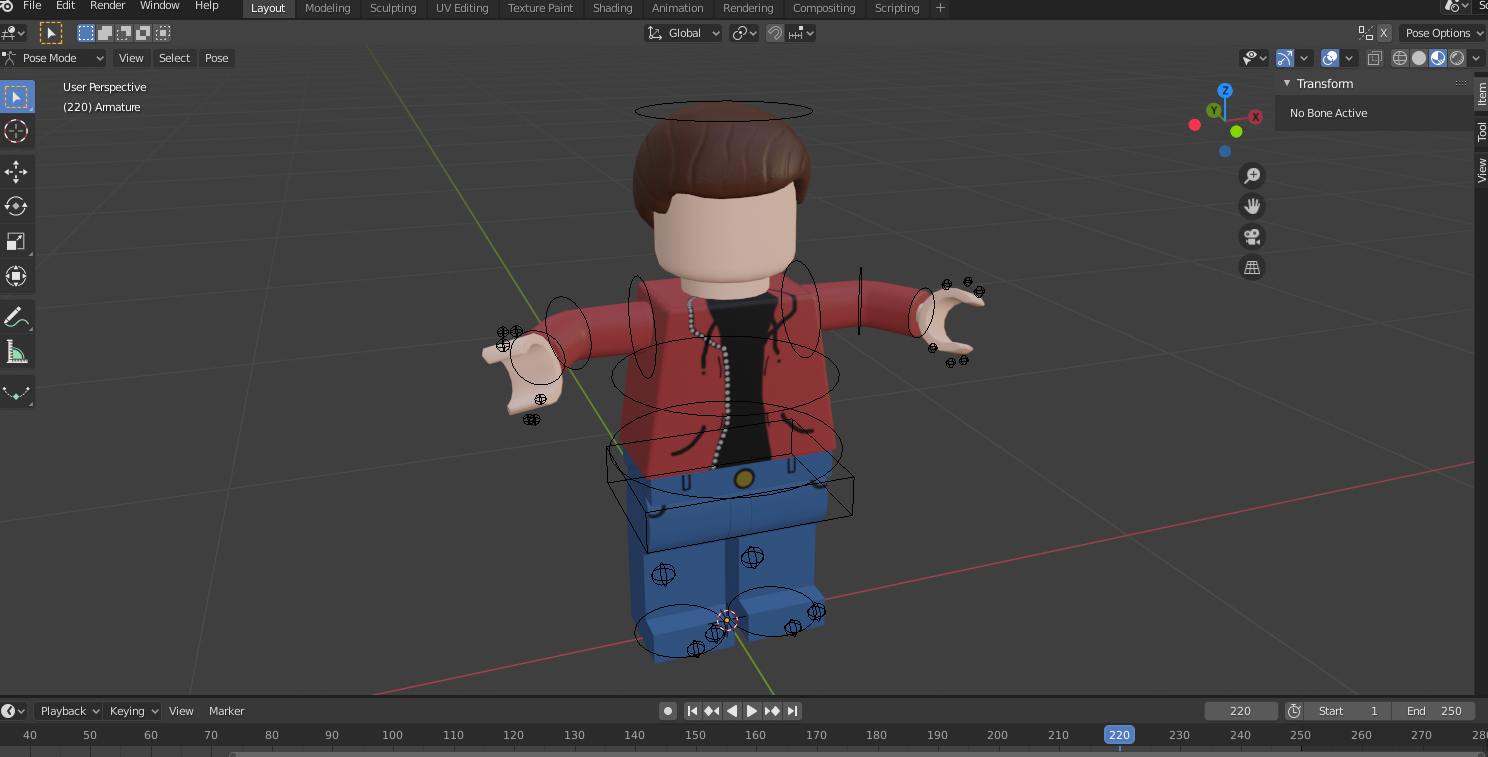 File Edit Render Window Help Layout Modeling Sculpting UV Editing Texture Paint Shading Animation Rendering Compositing Scripting +
Global X Pose Options
Pose Mode View Select Pose
User Perspective
(220) Armature
Z
Y
X
Transform
No Bone Active
Item
Tool
View
Playback Keying View Marker 220 Start 1 End 250
40 50 60 70 80 90 100 110 120 130 140 150 160 170 180 190 200 210 220 230 240 250 260 270